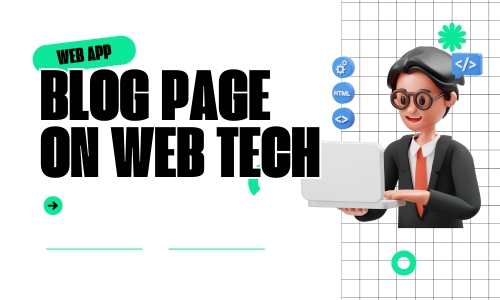 WEB APP
BLOG PAGE
ON WEB TECH
</>
HTML
<>